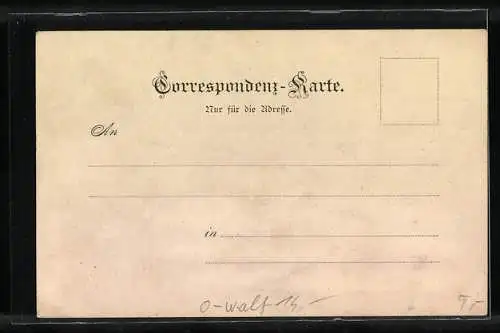 Correspondenz-Karte.
Nur für die Adresse.
An
in